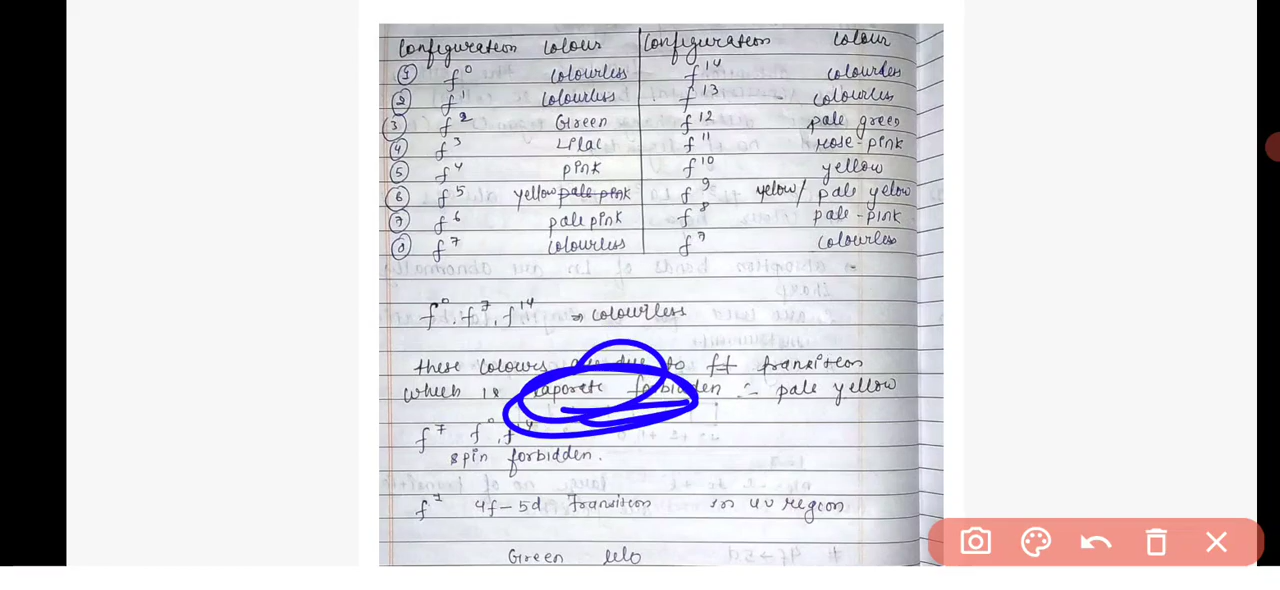 Configuration Colour Configuration Colour
1 f⁰ Colourless f¹⁴ Colourless
2 f¹ Colourless f¹³ - Colourless
3 f² Green f¹² pale green
4 f³ Lilac f¹¹ Rose-pink
5 f⁴ pink f¹⁰ yellow
6 f⁵ yellow pale pink f⁹ yellow/ pale yelow
7 f⁶ pale pink f⁸ pale-pink
8 f⁷ Colourless f⁷ Colourless
f⁰, f⁷, f¹⁴ ⇒ Colourless
these colours are due to ff transition
which is laporete forbidden ∴ pale yellow
f⁷ f⁰, f¹⁴
spin forbidden.
4f-5d Transition in uv region
Green